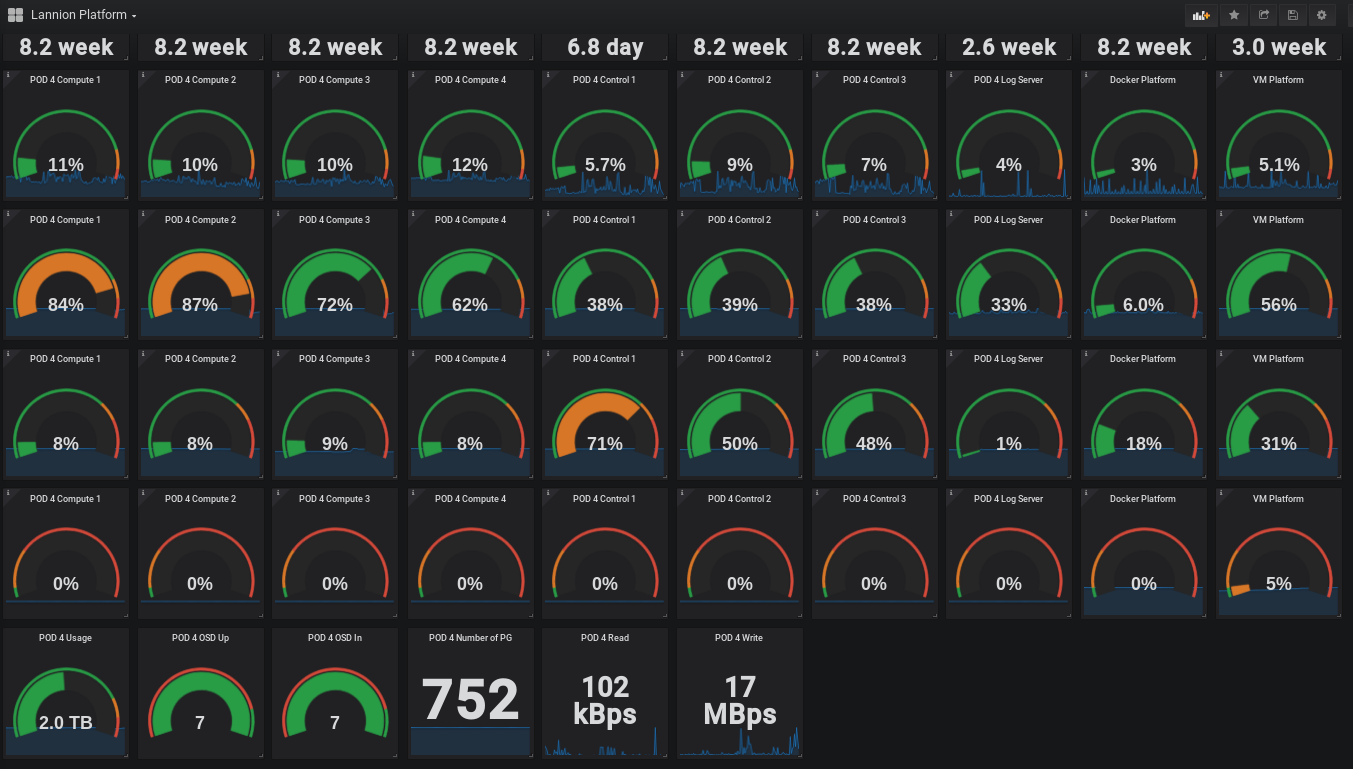 Lannion Platform
8.2 week 8.2 week 8.2 week 8.2 week 6.8 day 8.2 week 8.2 week 2.6 week 8.2 week 3.0 week
POD 4 Compute 1 POD 4 Compute 2 POD 4 Compute 3 POD 4 Compute 4 POD 4 Control 1 POD 4 Control 2 POD 4 Control 3 POD 4 Log Server Docker Platform VM Platform
11% 10% 10% 12% 5.7% 9% 7% 4% 3% 5.1%
POD 4 Compute 1 POD 4 Compute 2 POD 4 Compute 3 POD 4 Compute 4 POD 4 Control 1 POD 4 Control 2 POD 4 Control 3 POD 4 Log Server Docker Platform VM Platform
84% 87% 72% 62% 38% 39% 38% 33% 6.0% 56%
POD 4 Compute 1 POD 4 Compute 2 POD 4 Compute 3 POD 4 Compute 4 POD 4 Control 1 POD 4 Control 2 POD 4 Control 3 POD 4 Log Server Docker Platform VM Platform
8% 8% 9% 8% 71% 50% 48% 1% 18% 31%
POD 4 Compute 1 POD 4 Compute 2 POD 4 Compute 3 POD 4 Compute 4 POD 4 Control 1 POD 4 Control 2 POD 4 Control 3 POD 4 Log Server Docker Platform VM Platform
0% 0% 0% 0% 0% 0% 0% 0% 0% 5%
POD 4 Usage POD 4 OSD Up POD 4 OSD In POD 4 Number of PG POD 4 Read POD 4 Write
2.0 TB 7 7 752 102 17
kBps MBps